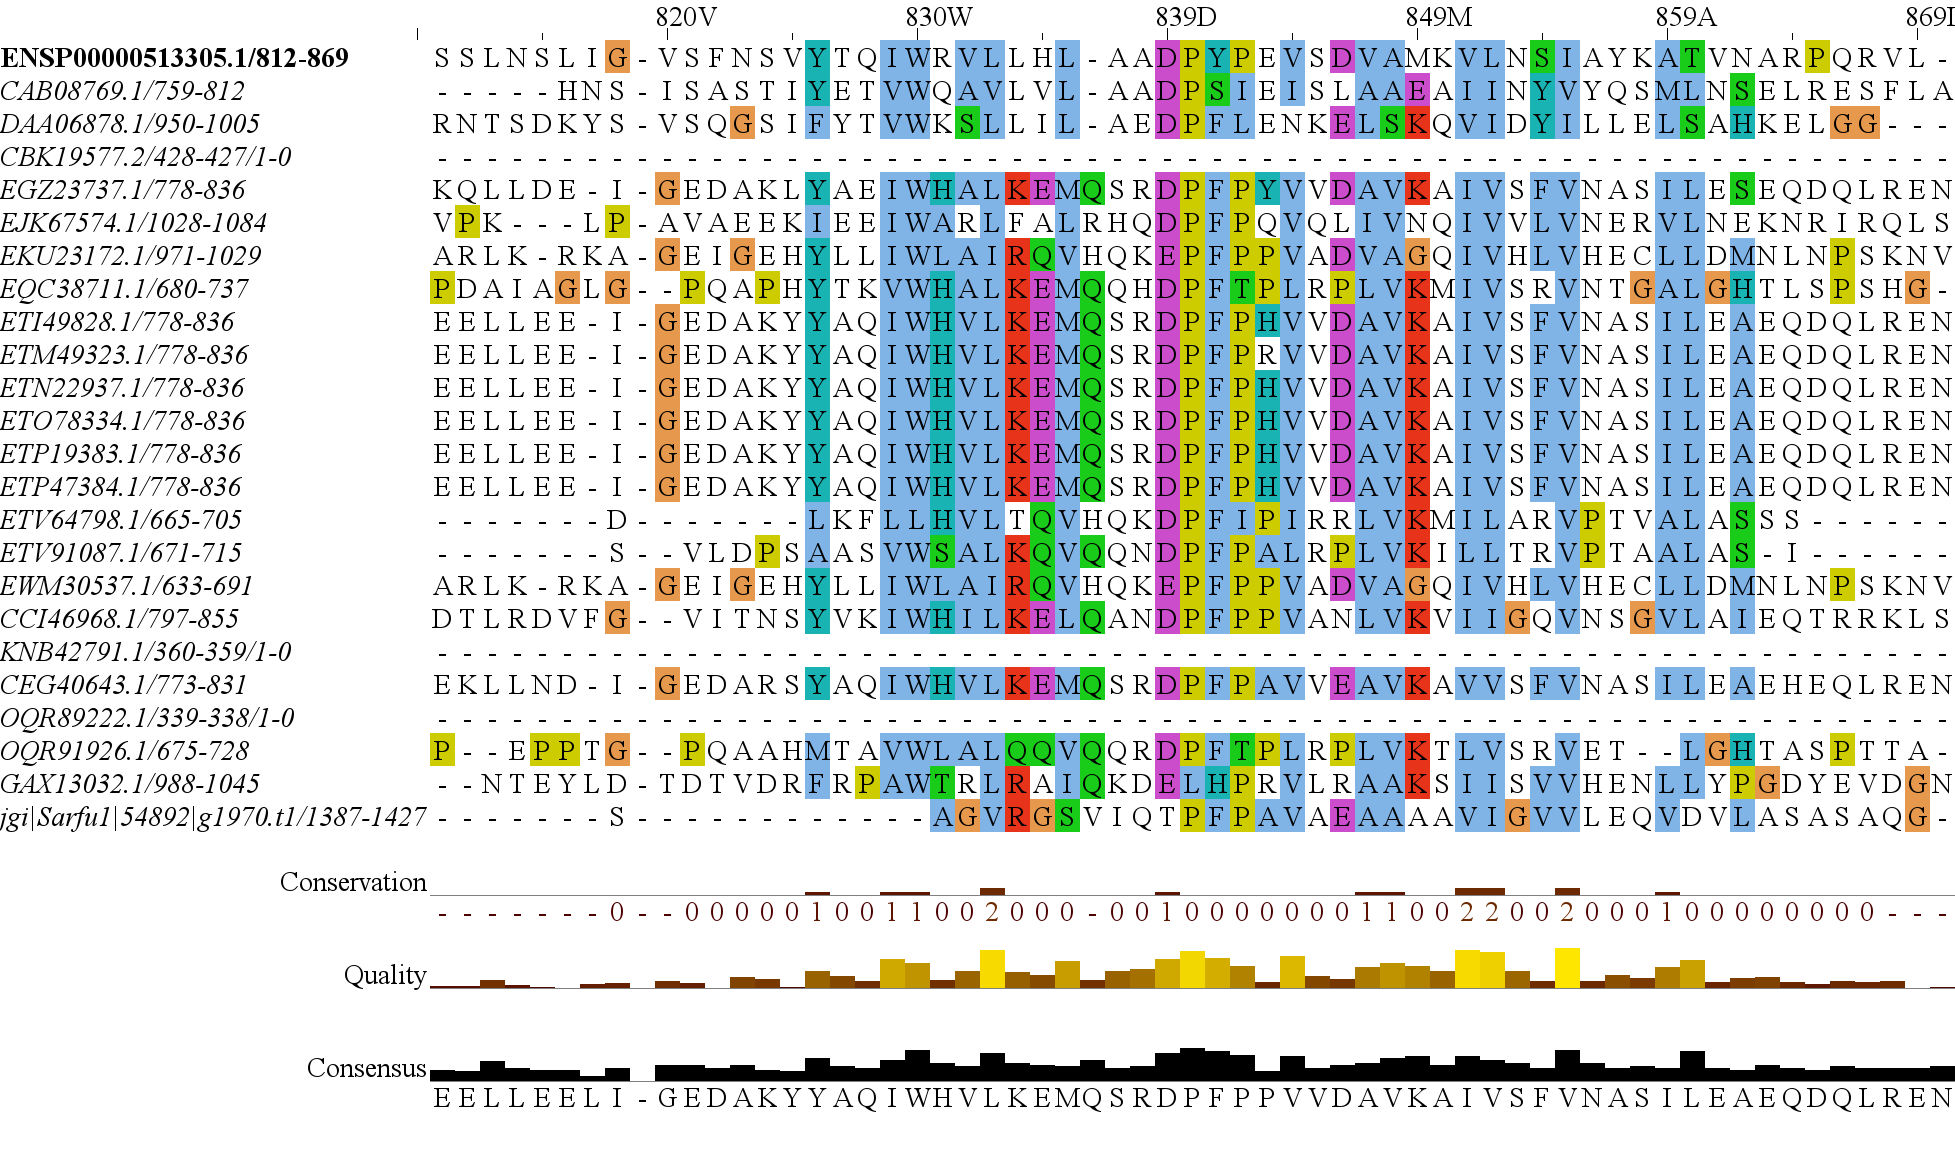 820V 830W 839D 849M 859A 869I
ENSP00000513305.1/812-869 SSLNSLIG-VSFNSVYTQIWRVLLHL-AADPYPEVSDVAMKVLNSIAYKATVNARPQRVL-
CAB08769.1/759-812 -----HNS-ISASTIYETVWQAVLVL-AADPSIEISLAAEAIINYVYQSMLNSELRESFLA
DAA06878.1/950-1005 RNTSDKYS-VSQGSIFYTVWKSLLIL-AEDPFLENKELSKQVIDYILLELSAHKELGG---
CBK19577.2/428-427/1-0 -------------------------------------------------------------
EGZ23737.1/778-836 KQLLDE-I-GEDAKLYAEIWHALKEMQSRDPFPYVVDAVKAIVSFVNASILESEQDQLREN
EJK67574.1/1028-1084 VPK---LP-AVAEEKIEEIWARLFALRHQDPFPQVQLIVNQIVVLVNERVLNEKNRIRQLS
EKU23172.1/971-1029 ARLK-RKA-GEIGEHYLLIWLAIRQVHQKEPFPPVADVAGQIVHLVHECLLDMNLNPSKNV
EQC38711.1/680-737 PDAIAGLG--PQAPHYTKVWHALKEMQQHDPFTPLRPLVKMIVSRVNTGALGHTLSPSHG-
ETI49828.1/778-836 EELLEE-I-GEDAKYYAQIWHVLKEMQSRDPFPHVVDAVKAIVSFVNASILEAEQDQLREN
ETM49323.1/778-836 EELLEE-I-GEDAKYYAQIWHVLKEMQSRDPFPRVVDAVKAIVSFVNASILEAEQDQLREN
ETN22937.1/778-836 EELLEE-I-GEDAKYYAQIWHVLKEMQSRDPFPHVVDAVKAIVSFVNASILEAEQDQLREN
ETO78334.1/778-836 EELLEE-I-GEDAKYYAQIWHVLKEMQSRDPFPHVVDAVKAIVSFVNASILEAEQDQLREN
ETP19383.1/778-836 EELLEE-I-GEDAKYYAQIWHVLKEMQSRDPFPHVVDAVKAIVSFVNASILEAEQDQLREN
ETP47384.1/778-836 EELLEE-I-GEDAKYYAQIWHVLKEMQSRDPFPHVVDAVKAIVSFVNASILEAEQDQLREN
ETV64798.1/665-705 -------D-------LKFLLHVLTQVHQKDPFIPIRRLVKMILARVPTVALASSS------
ETV91087.1/671-715 -------S--VLDPSAASVWSALKQVQQNDPFPALRPLVKILLTRVPTAALAS-I------
EWM30537.1/633-691 ARLK-RKA-GEIGEHYLLIWLAIRQVHQKEPFPPVADVAGQIVHLVHECLLDMNLNPSKNV
CCI46968.1/797-855 DTLRDVFG--VITNSYVKIWHILKELQANDPFPPVANLVKVIIGQVNSGVLAIEQTRRKLS
KNB42791.1/360-359/1-0 -------------------------------------------------------------
CEG40643.1/773-831 EKLLND-I-GEDARSYAQIWHVLKEMQSRDPFPAVVEAVKAVVSFVNASILEAEHEQLREN
OQR89222.1/339-338/1-0 -------------------------------------------------------------
OQR91926.1/675-728 P--EPPTG--PQAAHMTAVWLALQQVQQRDPFTPLRPLVKTLVSRVET--LGHTASPTTA-
GAX13032.1/988-1045 --NTEYLD-TDTVDRFRPAWTRLRAIQKDELHPRVLRAAKSIISVVHENLLYPGDYEVDGN
jgi|Sarfu1|54892|g1970.t1/1387-1427 -------S------------AGVRGSVIQTPFPAVAEAAAAVIGVVLEQVDVLASASAQG-
Conservation
-------0--00000100110020000-00100000001100220020001000000000---
Quality
Consensus
EELLEELI-GEDAKYYAQIWHVLKEMQSRDPFPPVVDAVKAIVSFVNASILEAEQDQLREN